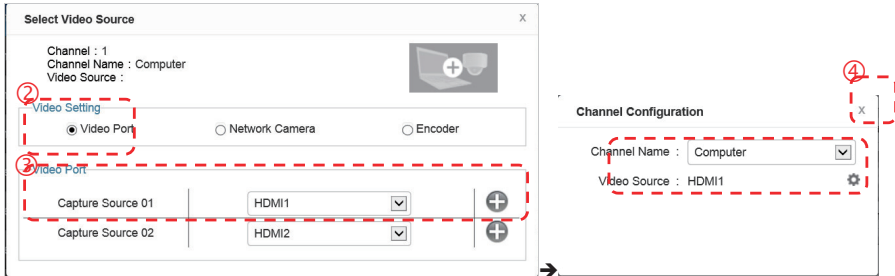 Select Video Source X
Channel : 1
Channel Name : Computer
Video Source :
②
Video Setting
Video Port Network Camera Encoder
③
Video Port
Capture Source 01 HDMI1
Capture Source 02 HDMI2
➔
④
Channel Configuration X
Channel Name : Computer
Video Source : HDMI1